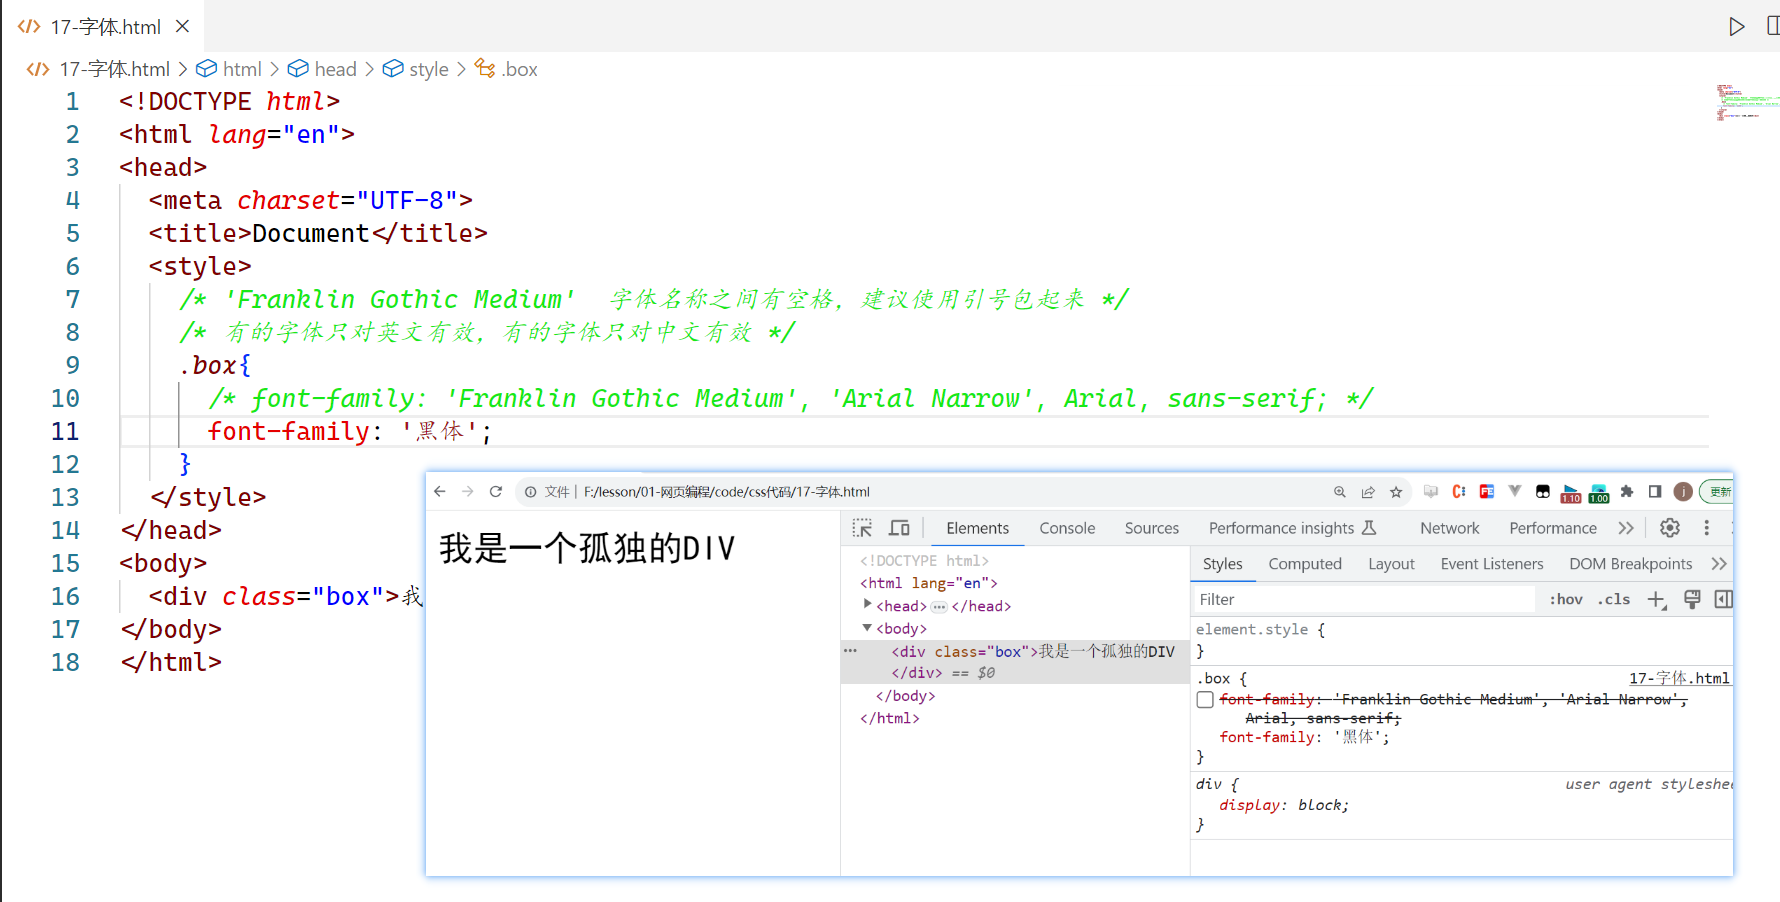 17-字体.html
17-字体.html > html > head > style > .box
1 <!DOCTYPE html>
2 <html lang="en">
3 <head>
4 <meta charset="UTF-8">
5 <title>Document</title>
6 <style>
7 /* 'Franklin Gothic Medium'  字体名称之间有空格，建议使用引号包起来 */
8 /* 有的字体只对英文有效，有的字体只对中文有效 */
9 .box{
10 /* font-family: 'Franklin Gothic Medium', 'Arial Narrow', Arial, sans-serif; */
11 font-family: '黑体';
12 }
13 </style>
14 </head>
15 <body>
16 <div class="box">我
17 </body>
18 </html>
文件 | F:/lesson/01-网页编程/code/css代码/17-字体.html
1.10 1.00 j 更新
我是一个孤独的DIV
Elements Console Sources Performance insights Network Performance
<!DOCTYPE html>
<html lang="en">
<head> </head>
<body>
<div class="box">我是一个孤独的DIV
</div> == $0
</body>
</html>
Styles Computed Layout Event Listeners DOM Breakpoints
Filter :hov .cls
element.style {
}
.box { 17-字体.html
font-family: 'Franklin Gothic Medium', 'Arial Narrow',
Arial, sans-serif;
font-family: '黑体';
}
div { user agent styleshee
display: block;
}